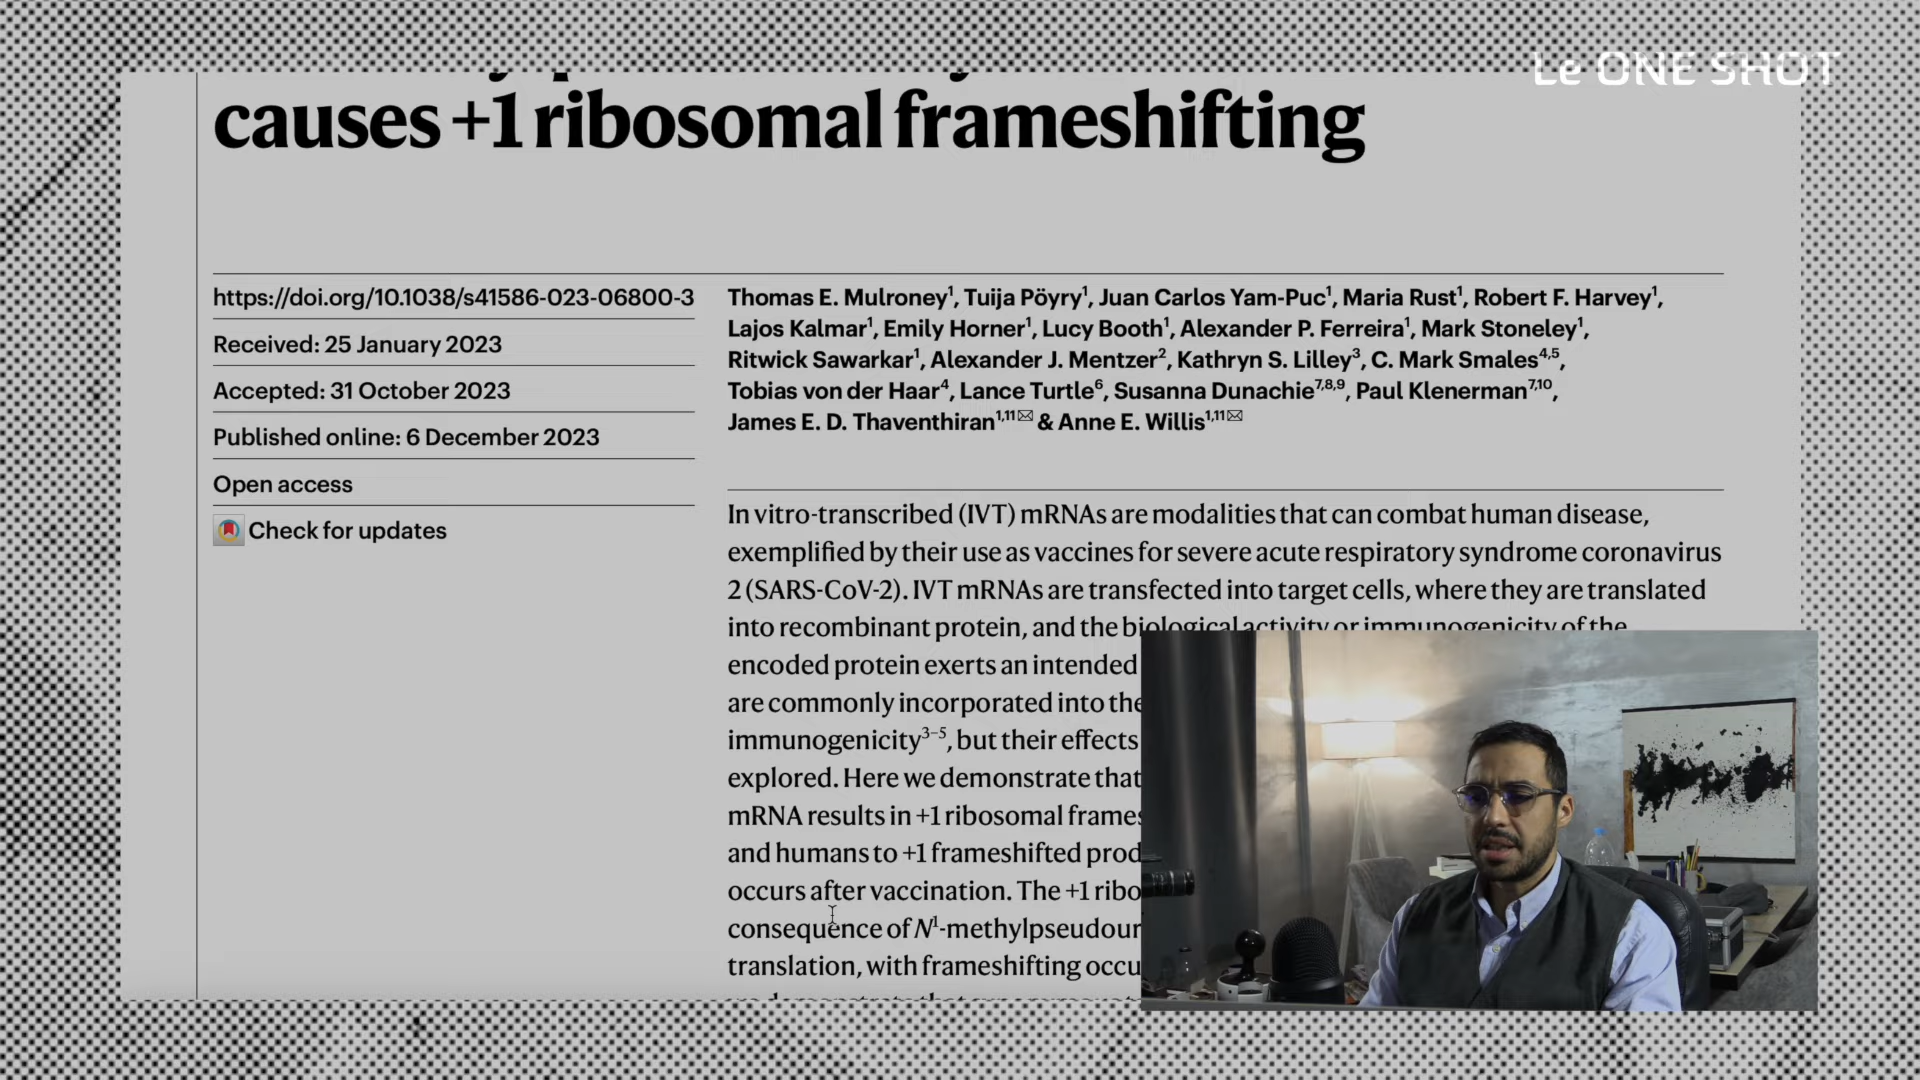 Le ONE SHOT
causes +1 ribosomal frameshifting
https://doi.org/10.1038/s41586-023-06800-3
Received: 25 January 2023
Accepted: 31 October 2023
Published online: 6 December 2023
Open access
Check for updates
Thomas E. Mulroney¹, Tuija Pöyry¹, Juan Carlos Yam-Puc¹, Maria Rust¹, Robert F. Harvey¹,
Lajos Kalmar¹, Emily Horner¹, Lucy Booth¹, Alexander P. Ferreira¹, Mark Stoneley¹,
Ritwick Sawarkar¹, Alexander J. Mentzer², Kathryn S. Lilley³, C. Mark Smales⁴,⁵,
Tobias von der Haar⁴, Lance Turtle⁶, Susanna Dunachie⁷,⁸,⁹, Paul Klenerman⁷,¹⁰,
James E. D. Thaventhiran¹,¹¹✉ & Anne E. Willis¹,¹¹✉
In vitro-transcribed (IVT) mRNAs are modalities that can combat human disease,
exemplified by their use as vaccines for severe acute respiratory syndrome coronavirus
2 (SARS-CoV-2). IVT mRNAs are transfected into target cells, where they are translated
into recombinant protein, and the biological activity or immunogenicity of the
encoded protein exerts an intended
are commonly incorporated into the
immunogenicity³⁻⁵, but their effects
explored. Here we demonstrate that
mRNA results in +1 ribosomal frames
and humans to +1 frameshifted prod
occurs after vaccination. The +1 ribo
consequence of N¹-methylpseudour
translation, with frameshifting occu